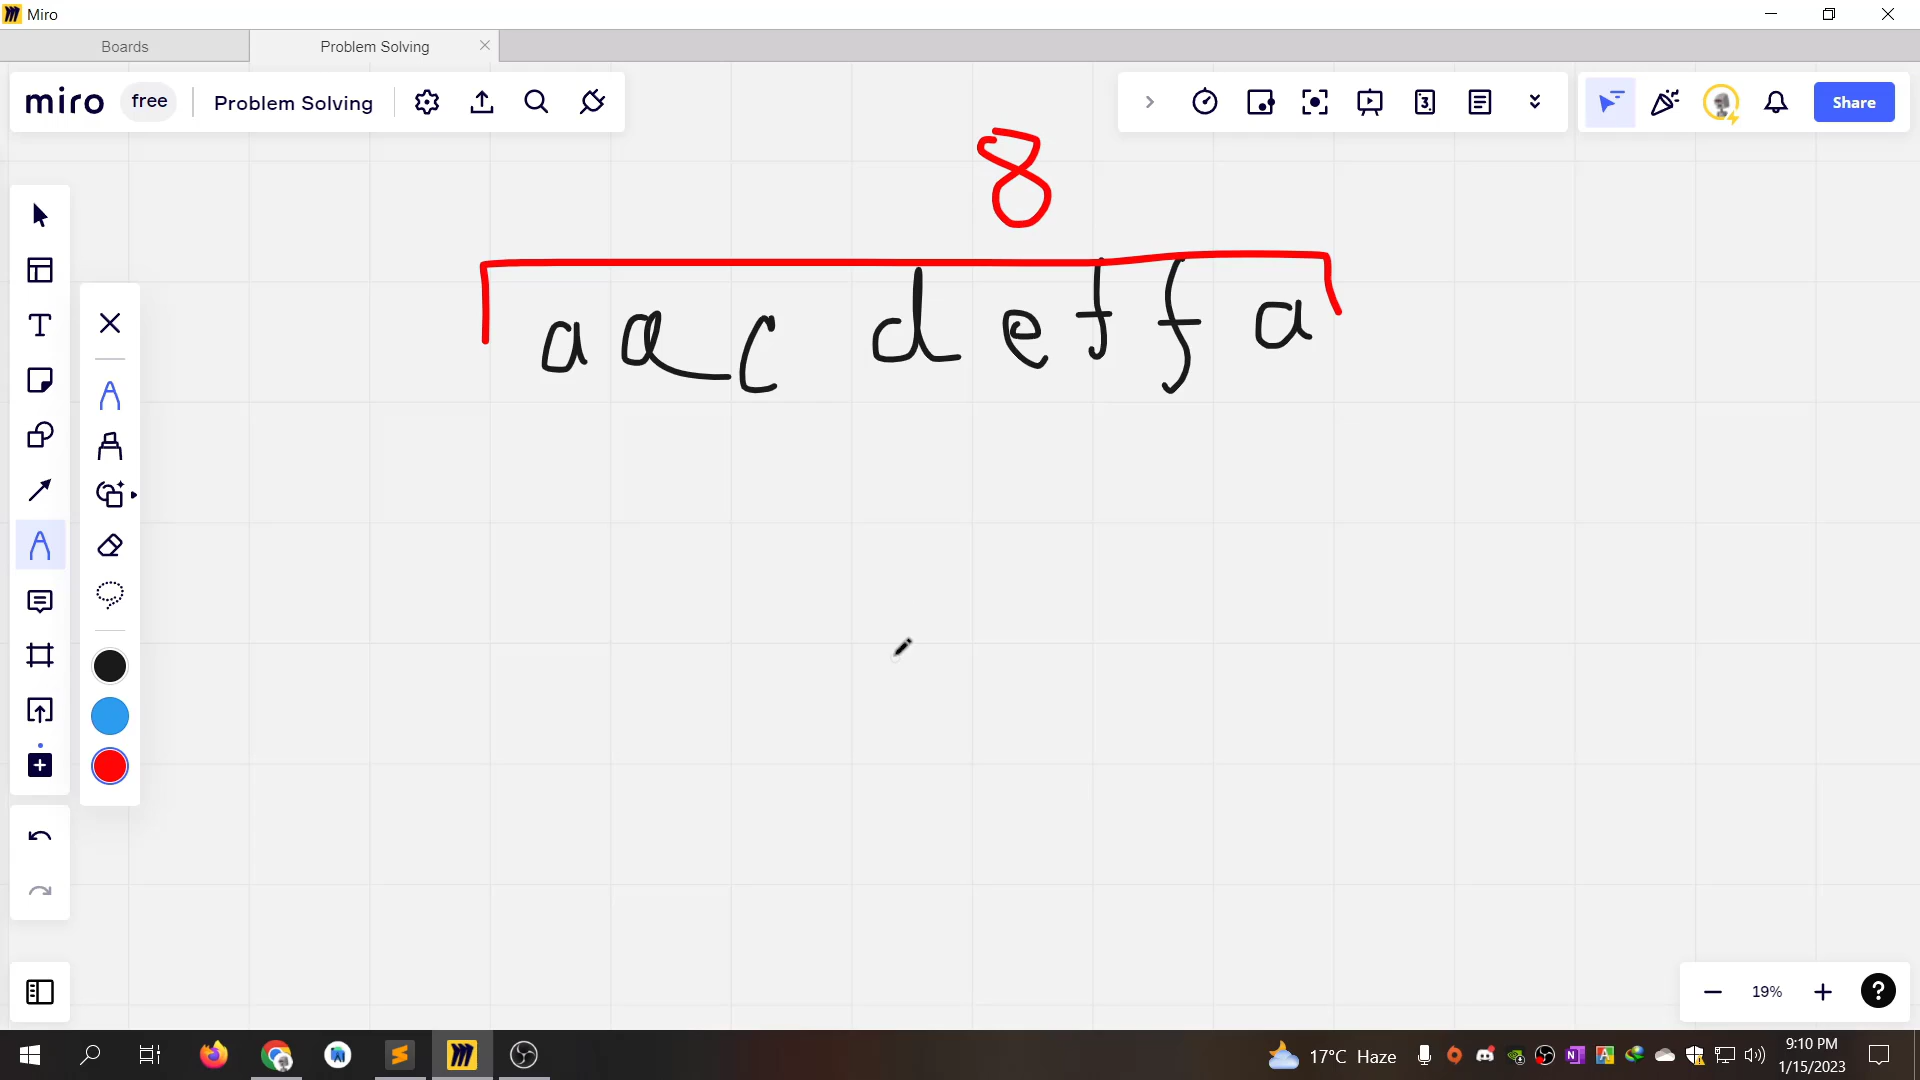 Miro
Boards
Problem Solving
miro
free
Problem Solving
3
Share
8
a a c d e f f a
T
19%
?
17°C Haze
9:10 PM
1/15/2023